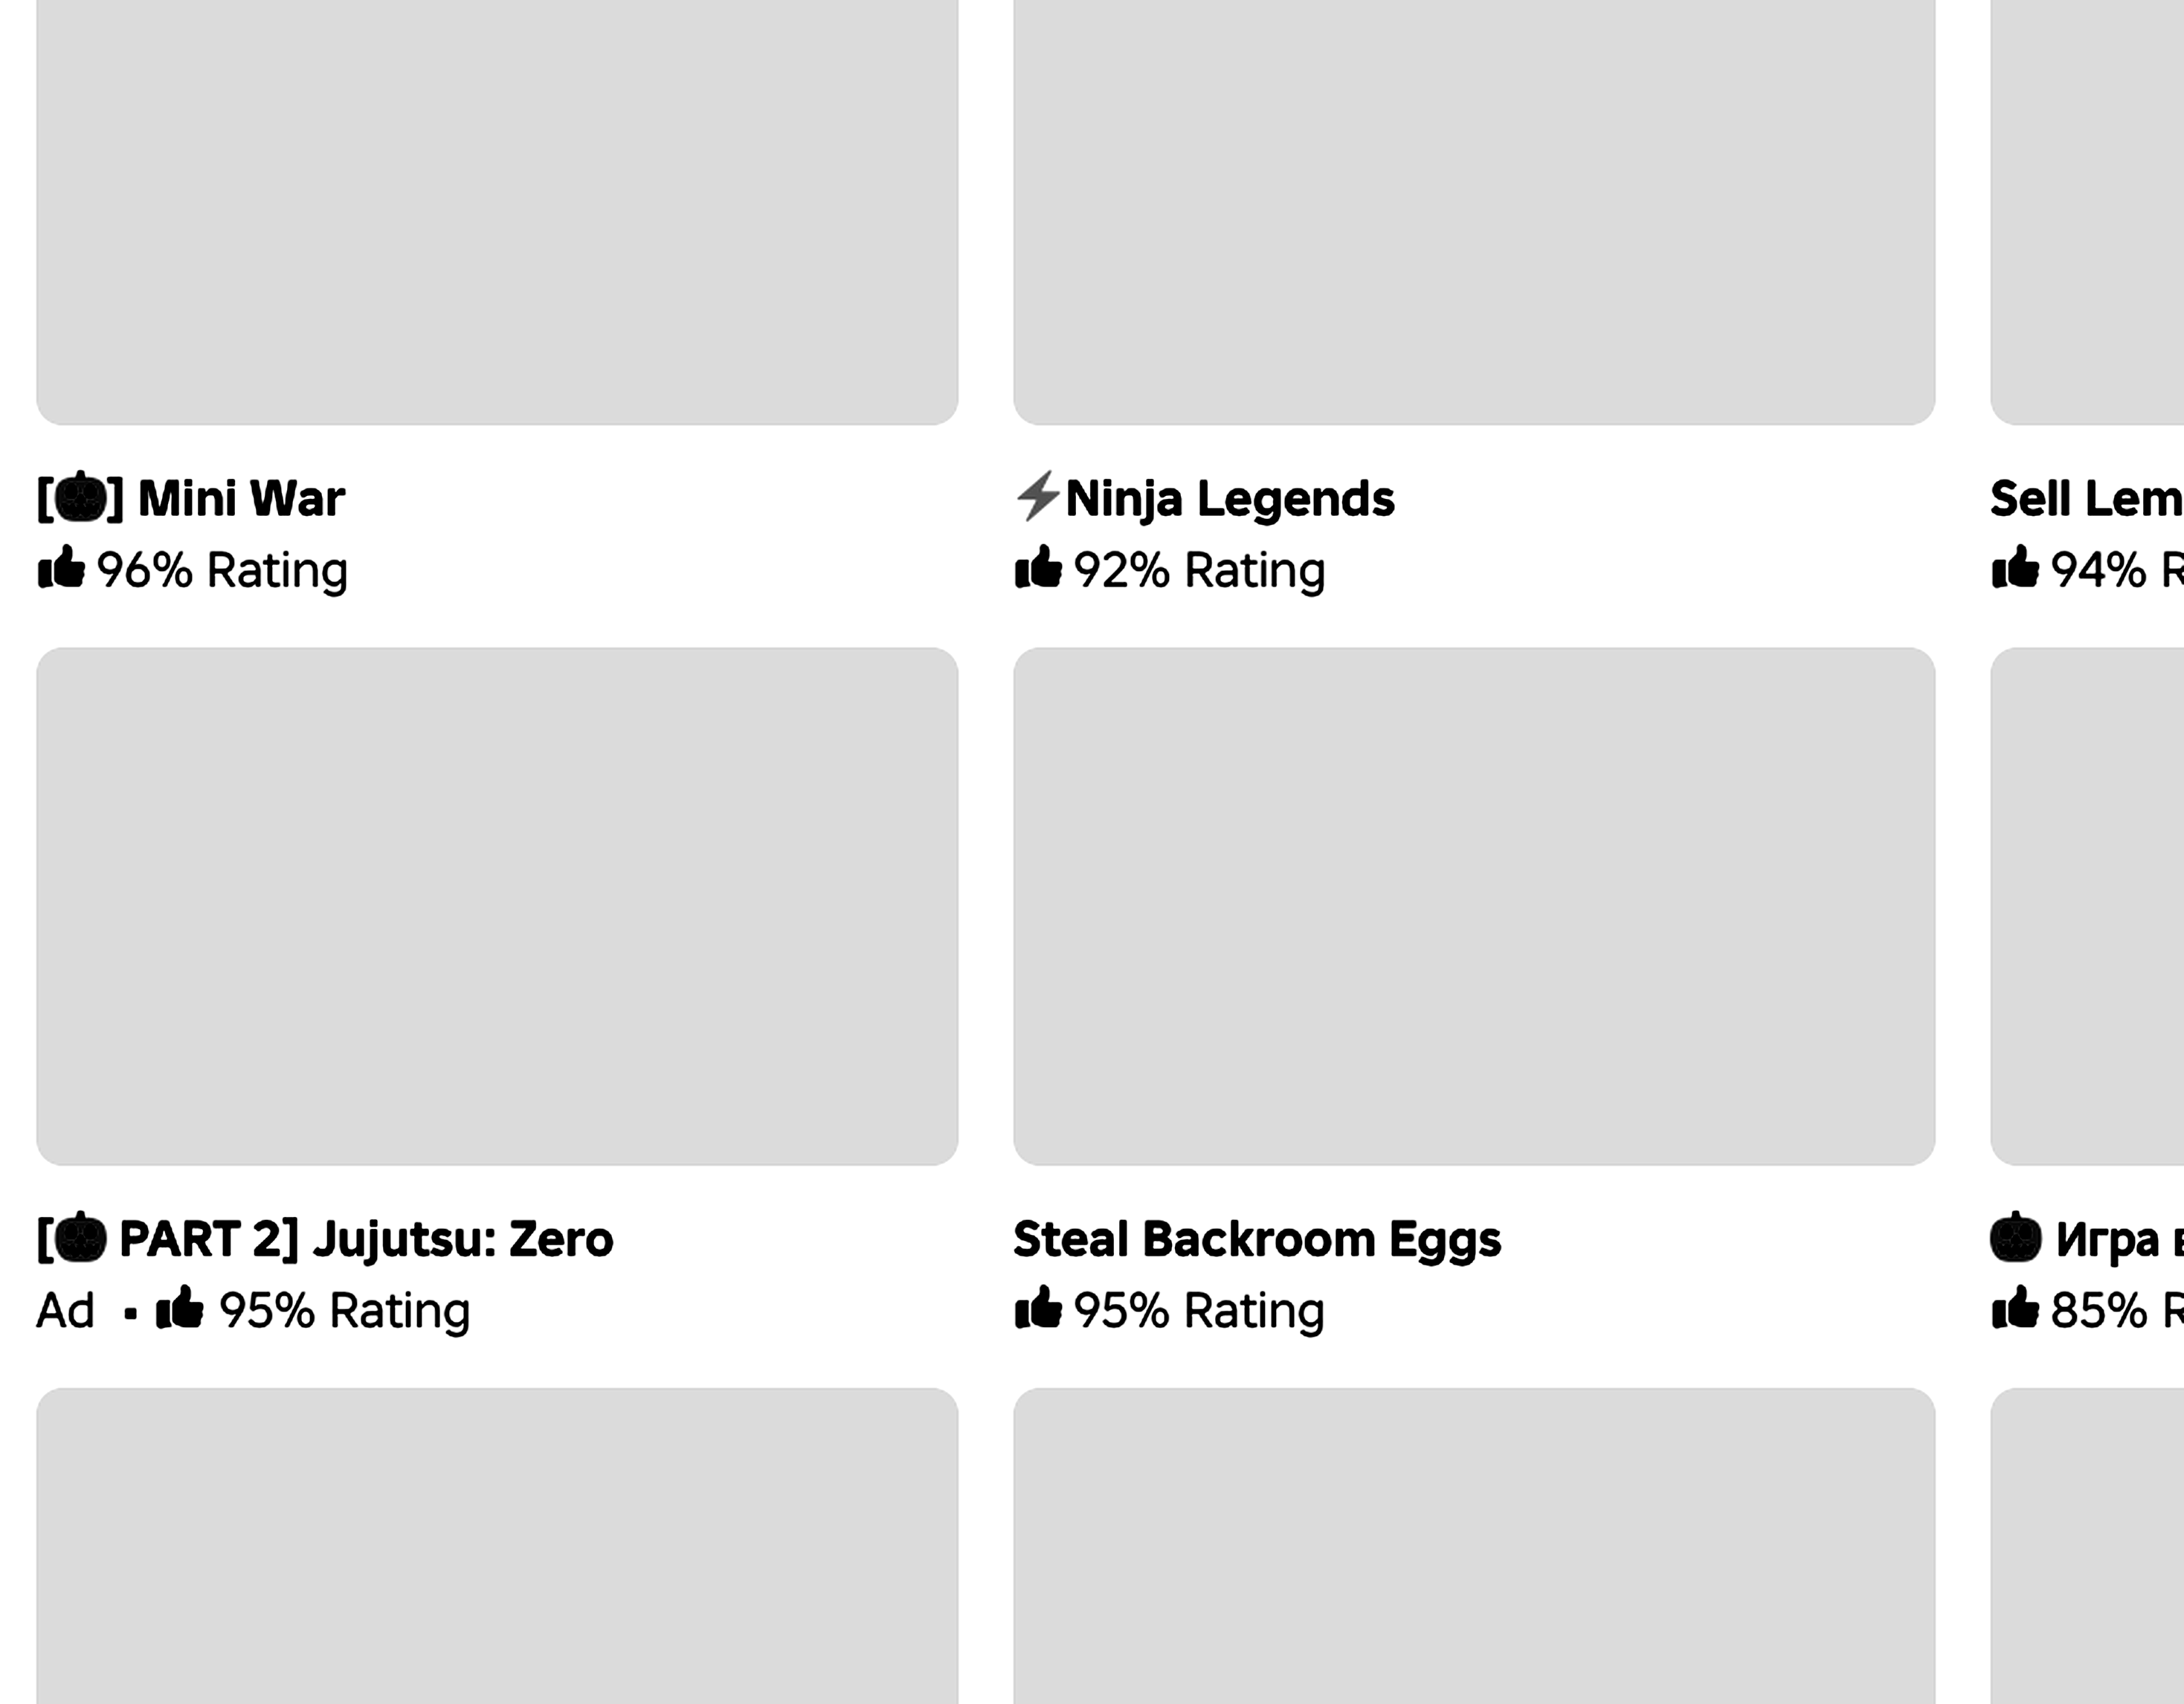 [🎃] Mini War
96% Rating
⚡Ninja Legends
92% Rating
Sell
94%
[🎃 PART 2] Jujutsu: Zero
Ad · 95% Rating
Steal Backroom Eggs
95% Rating
🎃 Игра
85%